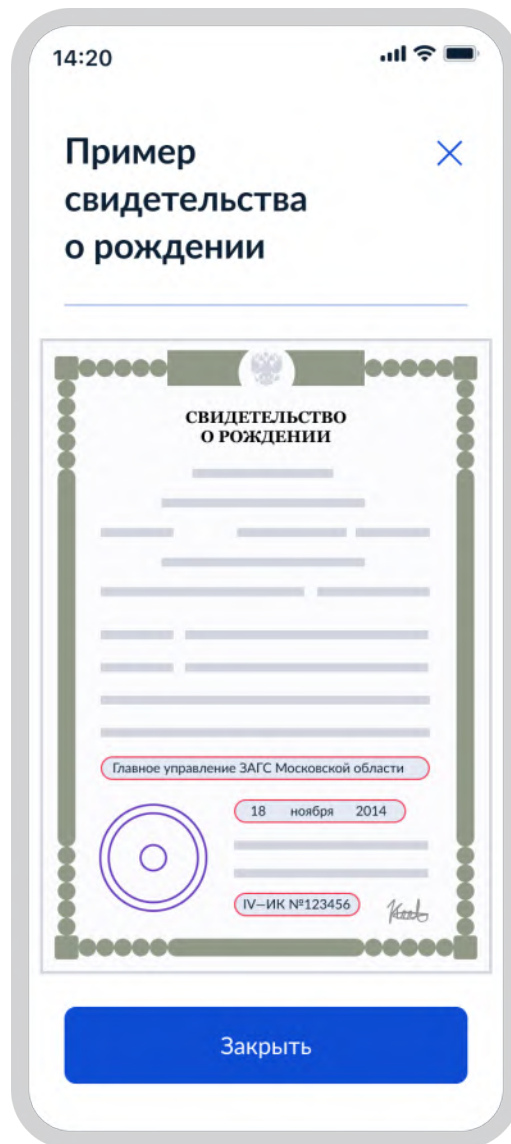 14:20
Пример
свидетельства
о рождении
СВИДЕТЕЛЬСТВО
О РОЖДЕНИИ
Главное управление ЗАГС Московской области
18 ноября 2014
IV—ИК №123456
Закрыть